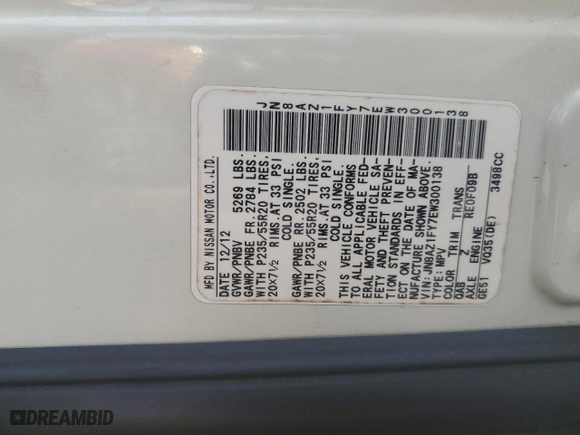 MFD BY NISSAN MOTOR CO.,LTD.
DATE 12/12
GVWR/PNBV 5269 LBS.
GAWR/PNBE FR. 2784 LBS.
WITH P235/55R20 TIRES,
20X7½ RIMS.AT 33 PSI
COLD SINGLE.
GAWR/PNBE RR. 2502 LBS.
WITH P235/55R20 TIRES,
20X7½ RIMS.AT 33 PSI
COLD SINGLE.
THIS VEHICLE CONFORMS
TO ALL APPLICABLE FED-
ERAL MOTOR VEHICLE SA-
FETY AND THEFT PREVEN-
TION STANDARDS IN EFF-
ECT ON THE DATE OF MA-
NUFACTURE SHOWN ABOVE.
VIN:JN8AZ1FY7EW300138
TYPE:MPV
COLOR TRIM TRANS
QAB Z RE0F09B
AXLE ENGINE
GE51 VQ35(DE) 3498CC
JN8AZ1FY7EW300138
DREAMBID